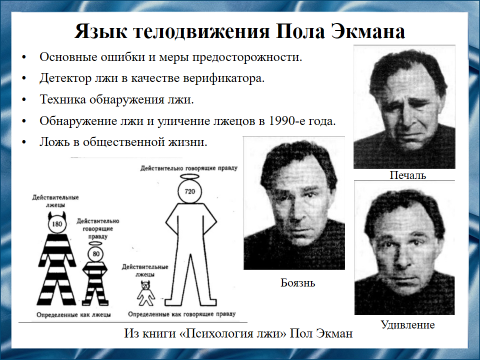 Язык телодвижения Пола Экмана
• Основные ошибки и меры предосторожности.
• Детектор лжи в качестве верификатора.
• Техника обнаружения лжи.
• Обнаружение лжи и уличение лжецов в 1990-е года.
• Ложь в общественной жизни.
Действительно говорящие правду
720
Действительные
лжецы
180
Действительно
говорящие
правду
80
Действительные
лжецы
Определенные как лжецы
Определенные как говорящие правду
Печаль
Боязнь
Удивление
Из книги «Психология лжи» Пол Экман